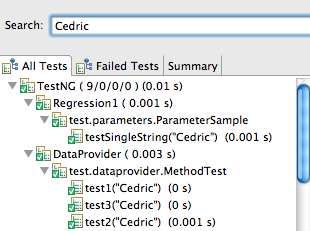 Search: Cedric
All Tests Failed Tests Summary
TestNG ( 9/0/0/0 ) (0.01 s)
Regression1 ( 0.001 s)
test.parameters.ParameterSample
testSingleString("Cedric") (0.001 s)
DataProvider ( 0.003 s)
test.dataprovider.MethodTest
test1("Cedric") (0 s)
test3("Cedric") (0 s)
test2("Cedric") (0.001 s)